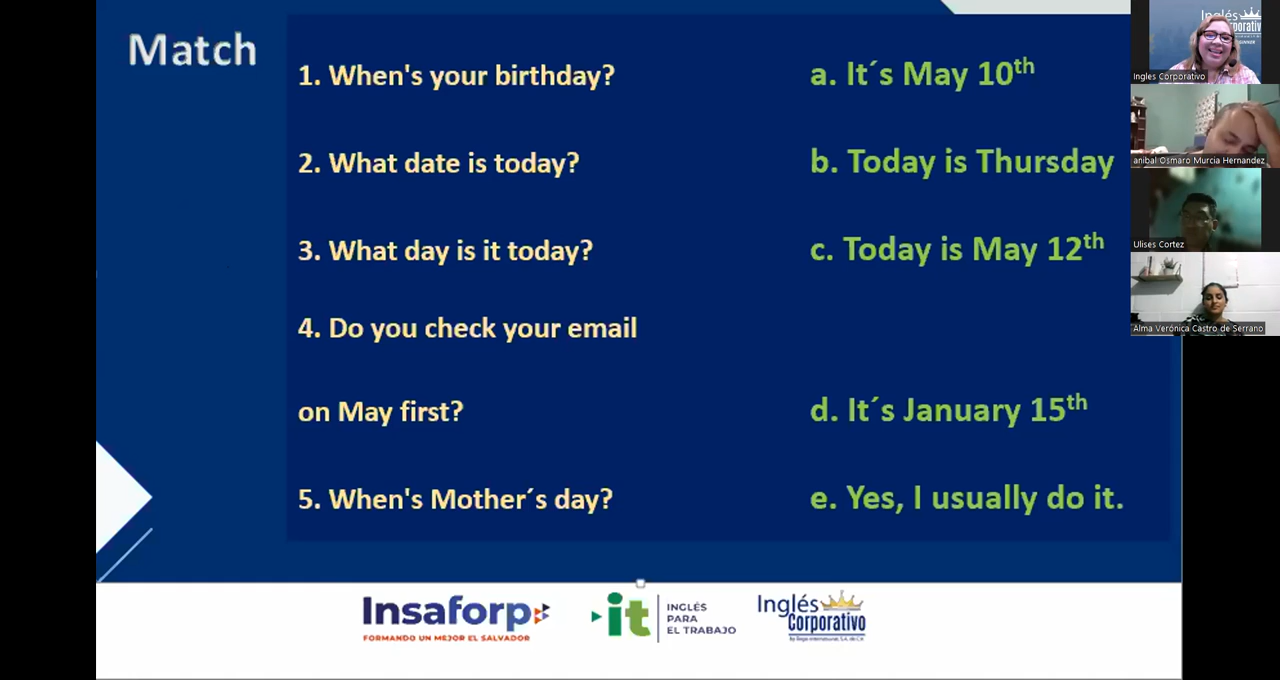 Match
1. When's your birthday?
a. It´s May 10th
2. What date is today?
b. Today is Thursday
3. What day is it today?
c. Today is May 12th
4. Do you check your email
on May first?
d. It´s January 15th
5. When's Mother´s day?
e. Yes, I usually do it.
Insaforp
FORMANDO UN MEJOR EL SALVADOR
it
INGLÉS
PARA
EL TRABAJO
Inglés
Corporativo
Inglés
Corporativo
Ingles Corporativo
anibal Osmaro Murcia Hernandez
Ulises Cortez
Alma Verónica Castro de Serrano